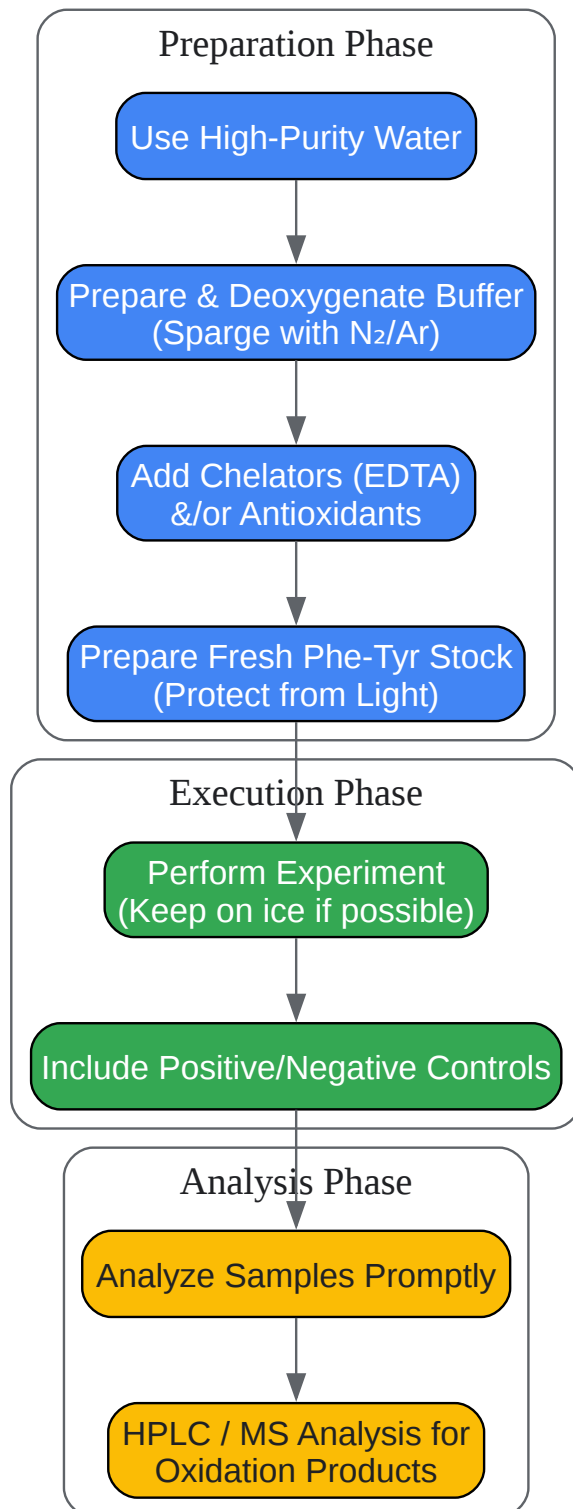 Preparation Phase
Use High-Purity Water
Prepare & Deoxygenate Buffer
(Sparge with N₂/Ar)
Add Chelators (EDTA)
&/or Antioxidants
Prepare Fresh Phe-Tyr Stock
(Protect from Light)
Execution Phase
Perform Experiment
(Keep on ice if possible)
Include Positive/Negative Controls
Analysis Phase
Analyze Samples Promptly
HPLC / MS Analysis for
Oxidation Products